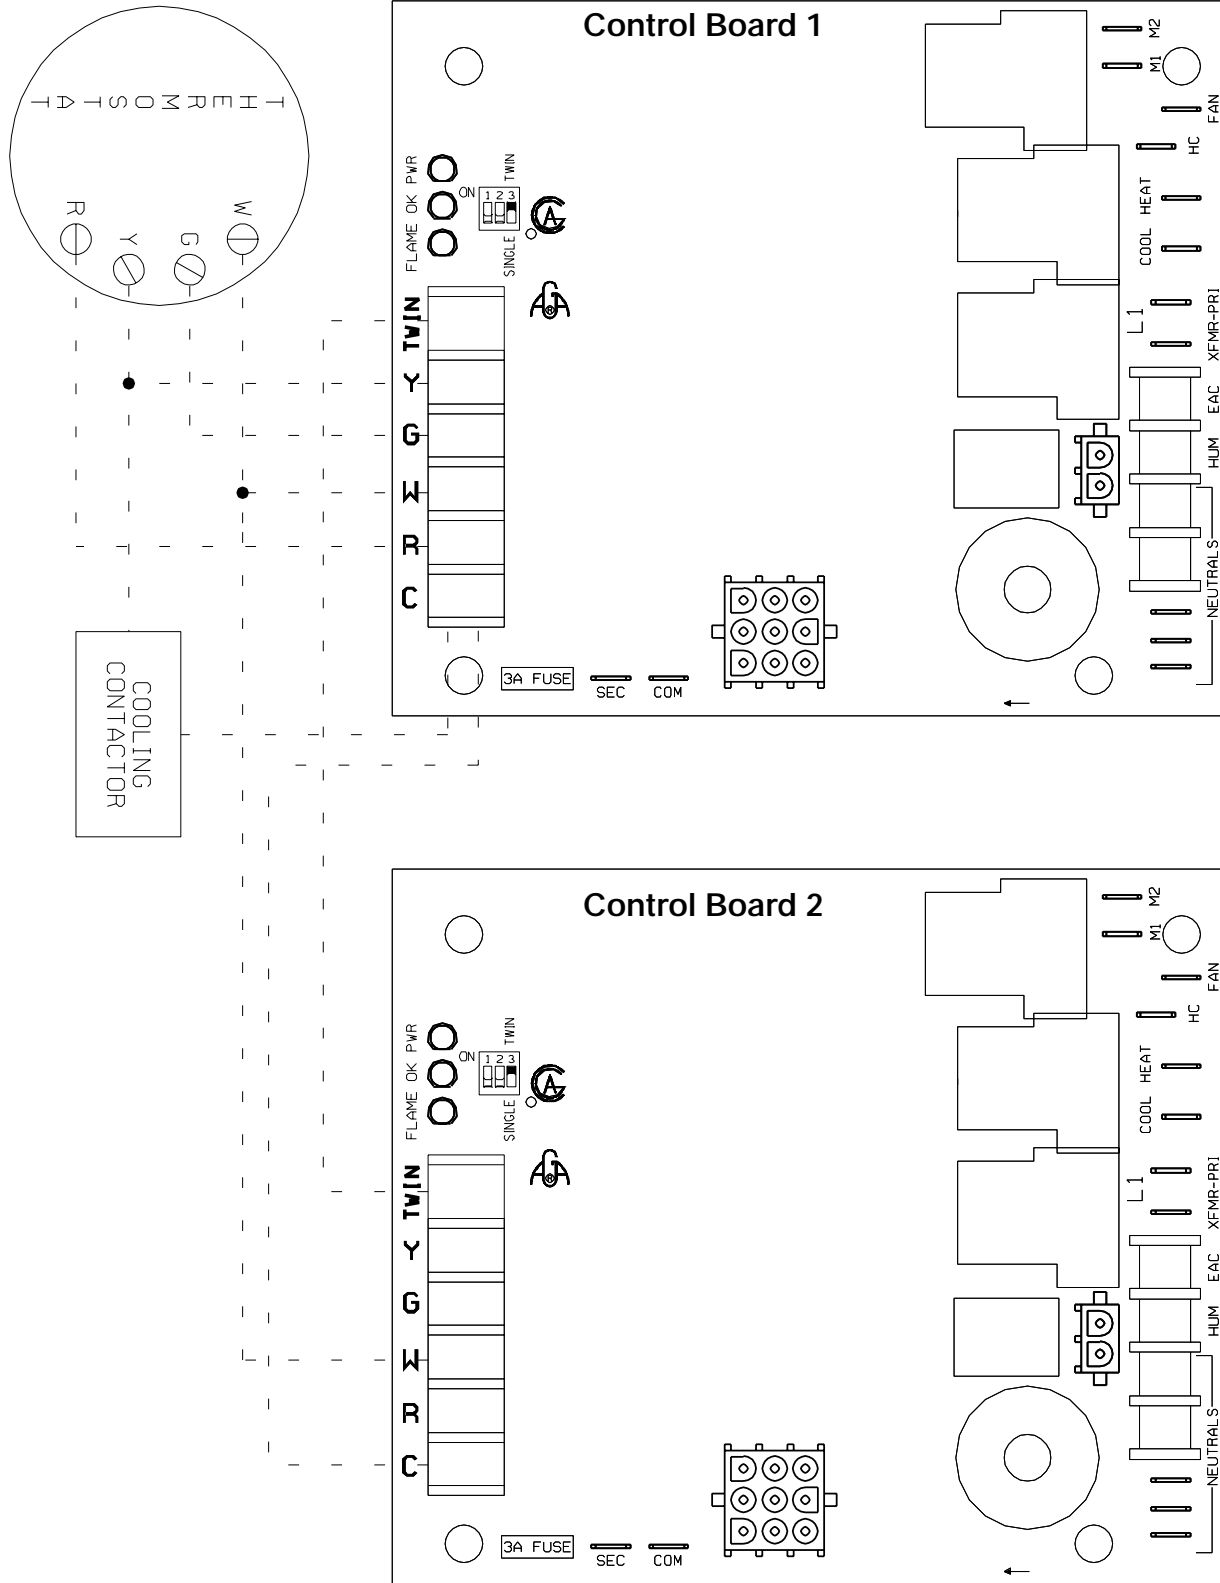 Control Board 1
THERMOSTAT
R
Y
G
W
COOLING
CONTACTOR
FLAME OK PWR
ON
1 2 3
SINGLE
TWIN
TWIN
Y
G
W
R
C
3A FUSE
SEC
COM
M2
M1
FAN
HC
COOL HEAT
L1
XFMR-PRI
EAC
HUM
NEUTRALS
Control Board 2
FLAME OK PWR
ON
1 2 3
SINGLE
TWIN
TWIN
Y
G
W
R
C
3A FUSE
SEC
COM
M2
M1
FAN
HC
COOL HEAT
L1
XFMR-PRI
EAC
HUM
NEUTRALS